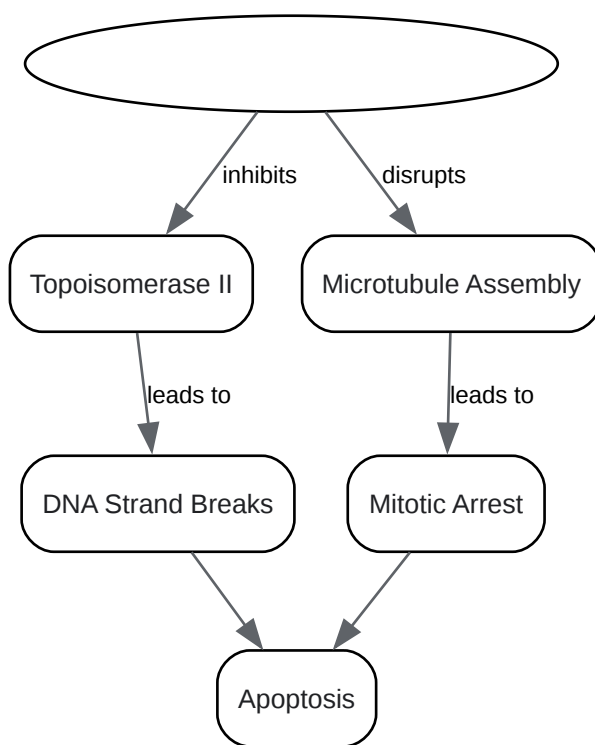 inhibits
disrupts
Topoisomerase II
Microtubule Assembly
leads to
leads to
DNA Strand Breaks
Mitotic Arrest
Apoptosis